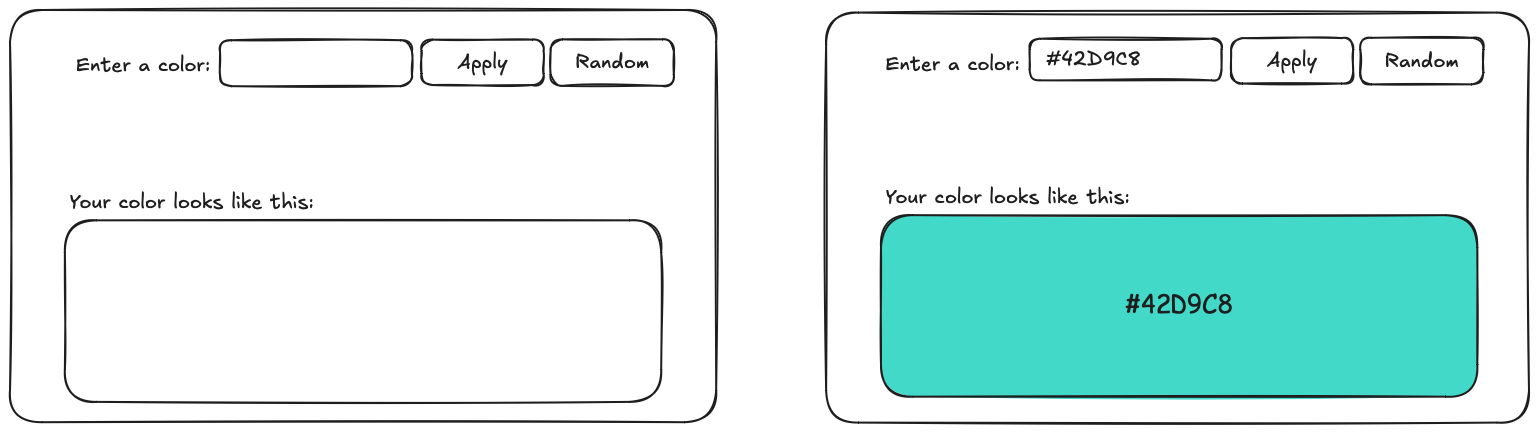 Enter a color: Apply Random
Your color looks like this:
Enter a color: #42D9C8 Apply Random
Your color looks like this:
#42D9C8